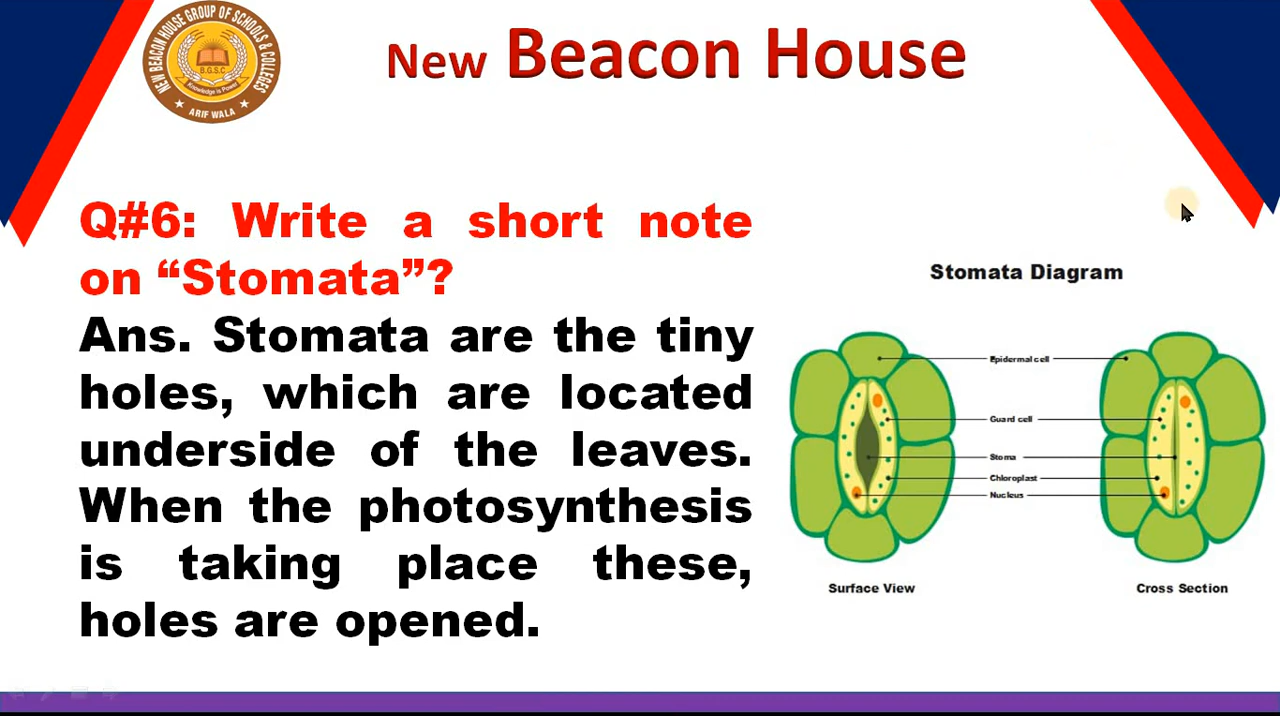 NEW BEACON HOUSE GROUP OF SCHOOLS & COLLEGES
B.G.S.C.
Knowledge is Power
ARIF WALA
New Beacon House
Q#6: Write a short note
on “Stomata”?
Ans. Stomata are the tiny
holes, which are located
underside of the leaves.
When the photosynthesis
is taking place these,
holes are opened.
Stomata Diagram
Epidermal cell
Guard cell
Stoma
Chloroplast
Nucleus
Surface View
Cross Section